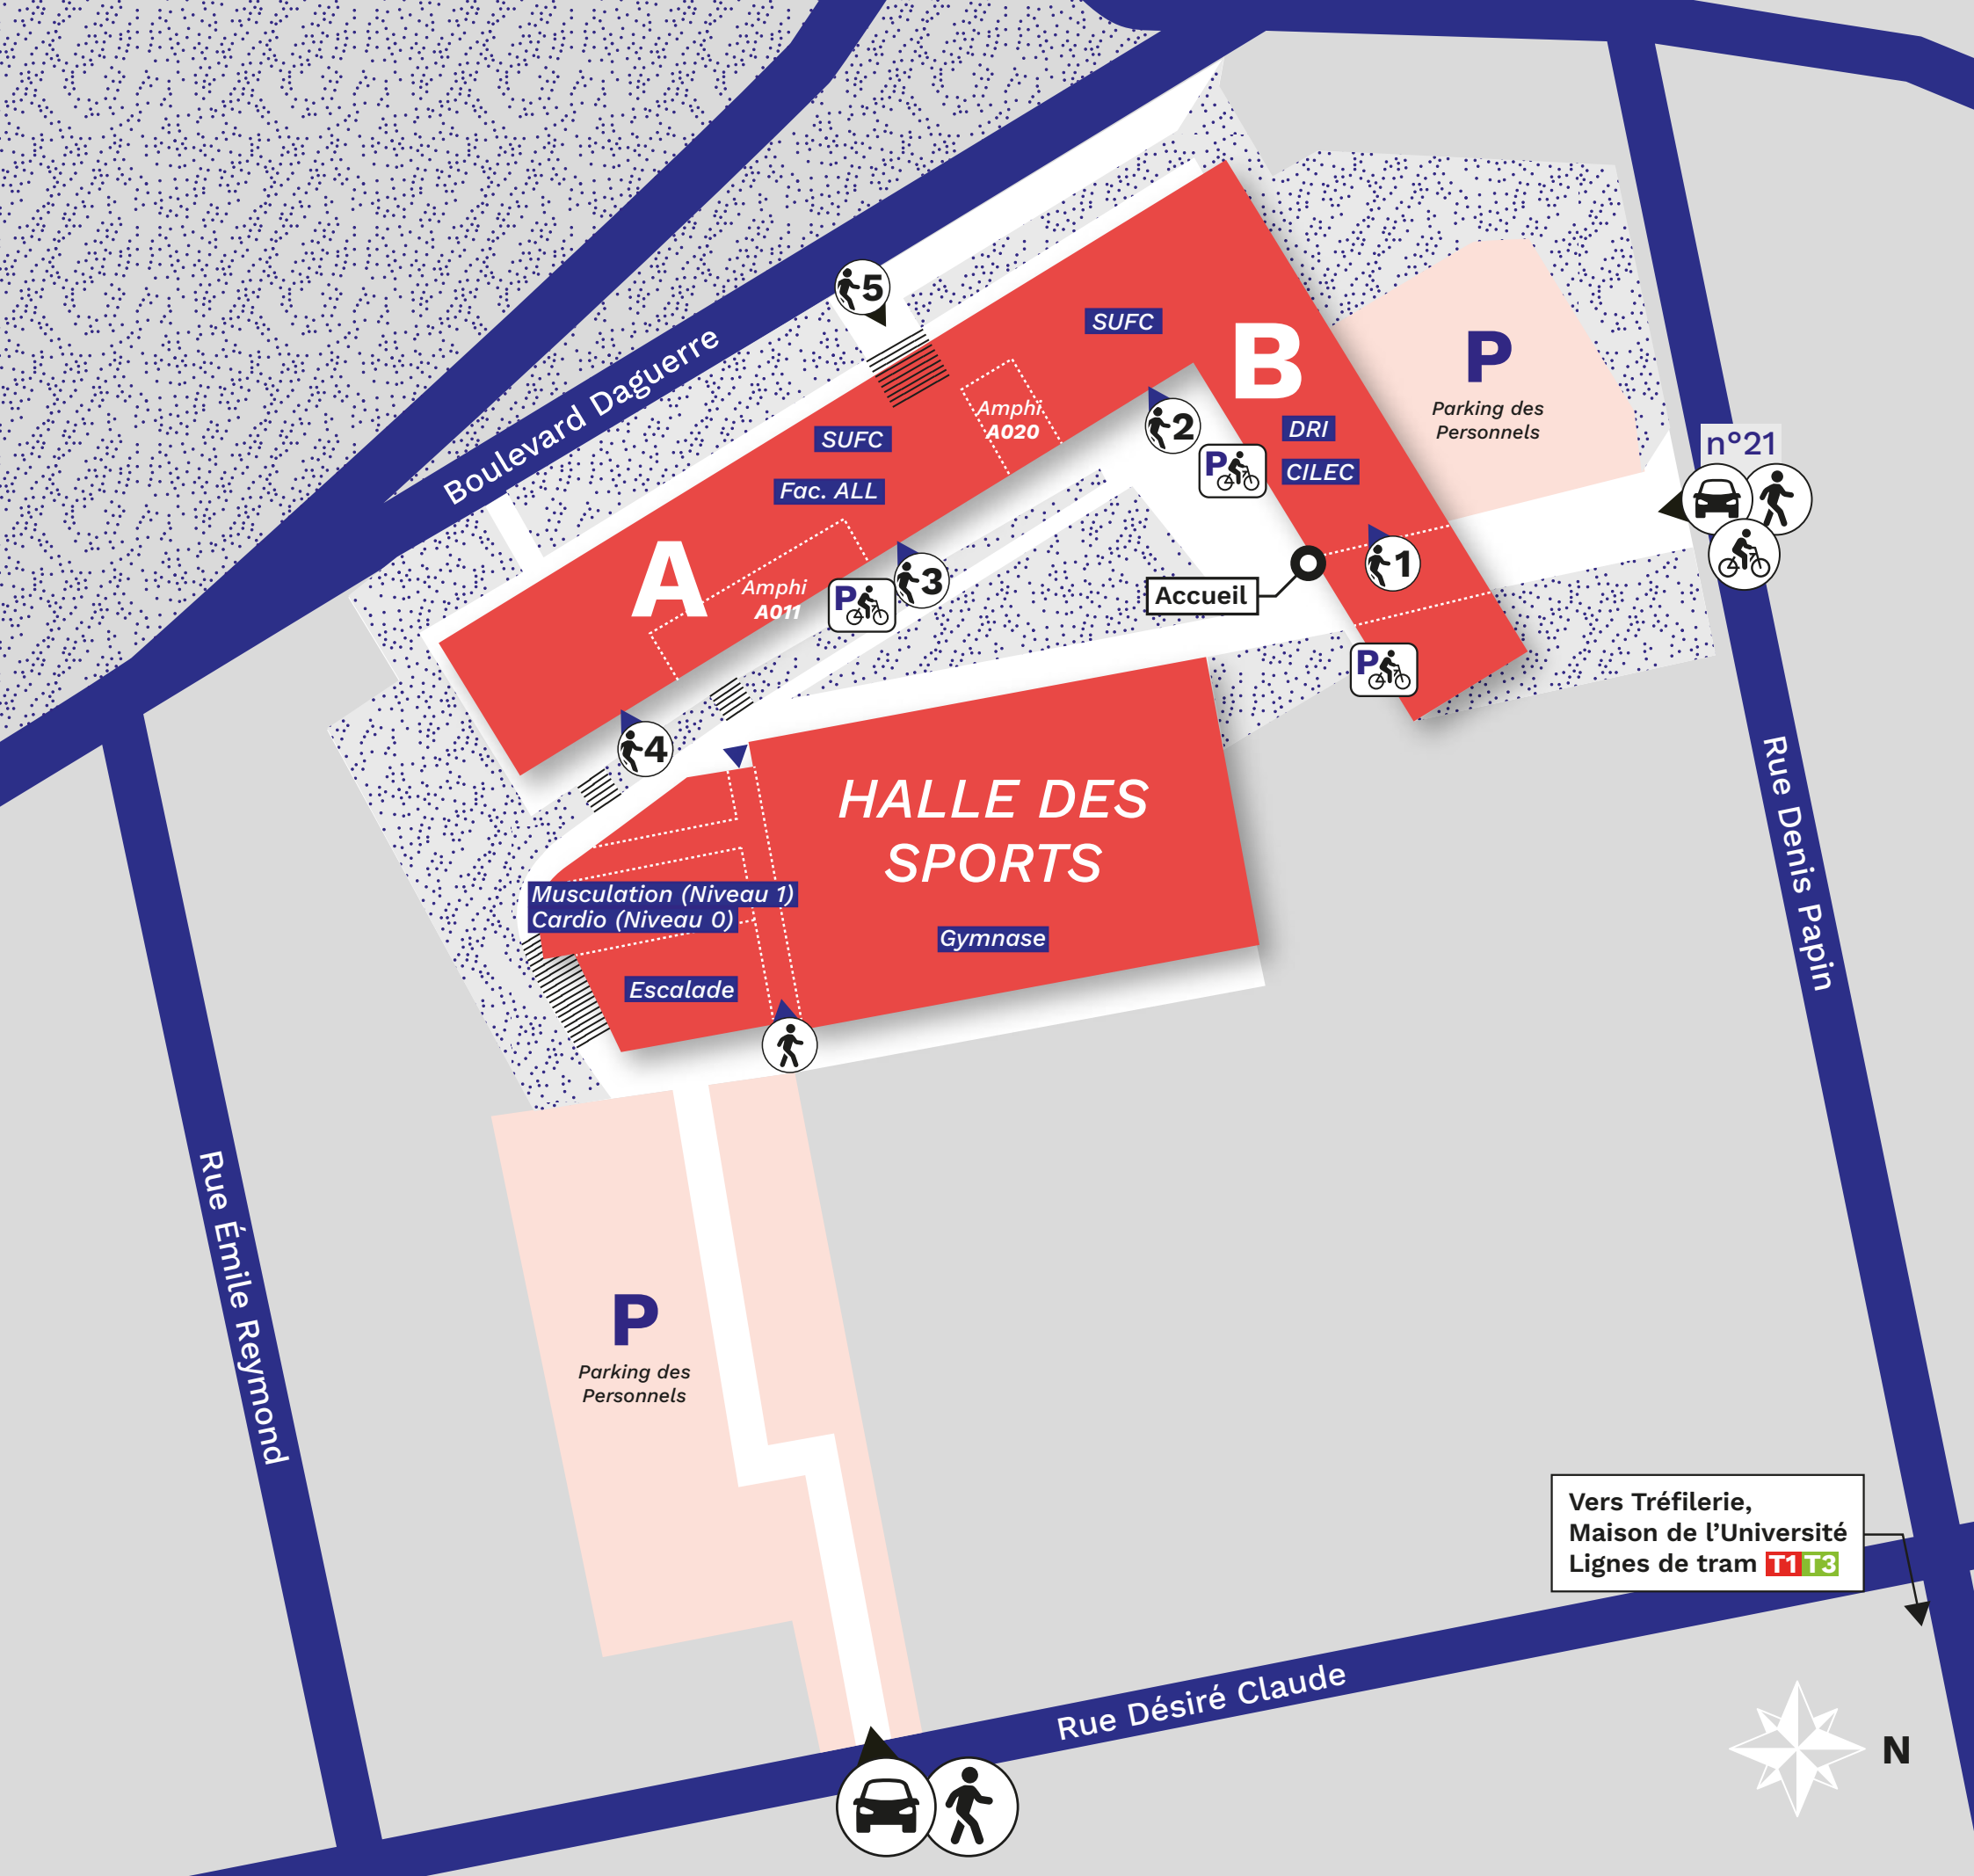 Boulevard Daguerre
5
SUFC
B
P
Parking des
Personnels
Amphi
A020
2
SUFC
DRI
n°21
P
CILEC
Fac. ALL
A
3
1
Amphi
A011
P
Accueil
P
4
HALLE DES
SPORTS
Musculation (Niveau 1)
Cardio (Niveau 0)
Gymnase
Escalade
Rue Denis Papin
Rue Émile Reymond
P
Parking des
Personnels
Vers Tréfilerie,
Maison de l’Université
Lignes de tram T1 T3
Rue Désiré Claude
N